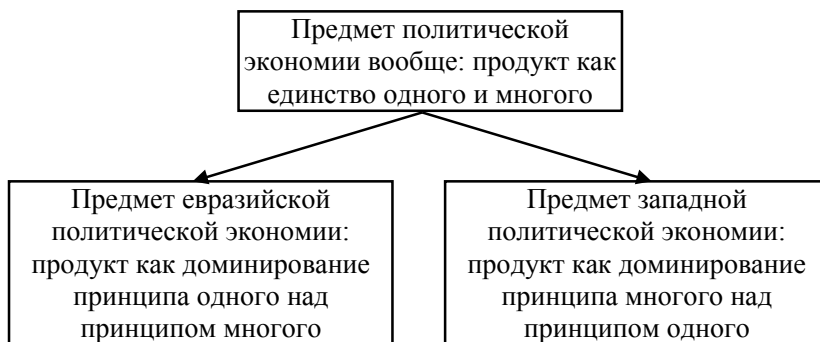 Предмет политической
экономии вообще: продукт как
единство одного и многого
Предмет евразийской
политической экономии:
продукт как доминирование
принципа одного над
принципом многого
Предмет западной
политической экономии:
продукт как доминирование
принципа многого над
принципом одного